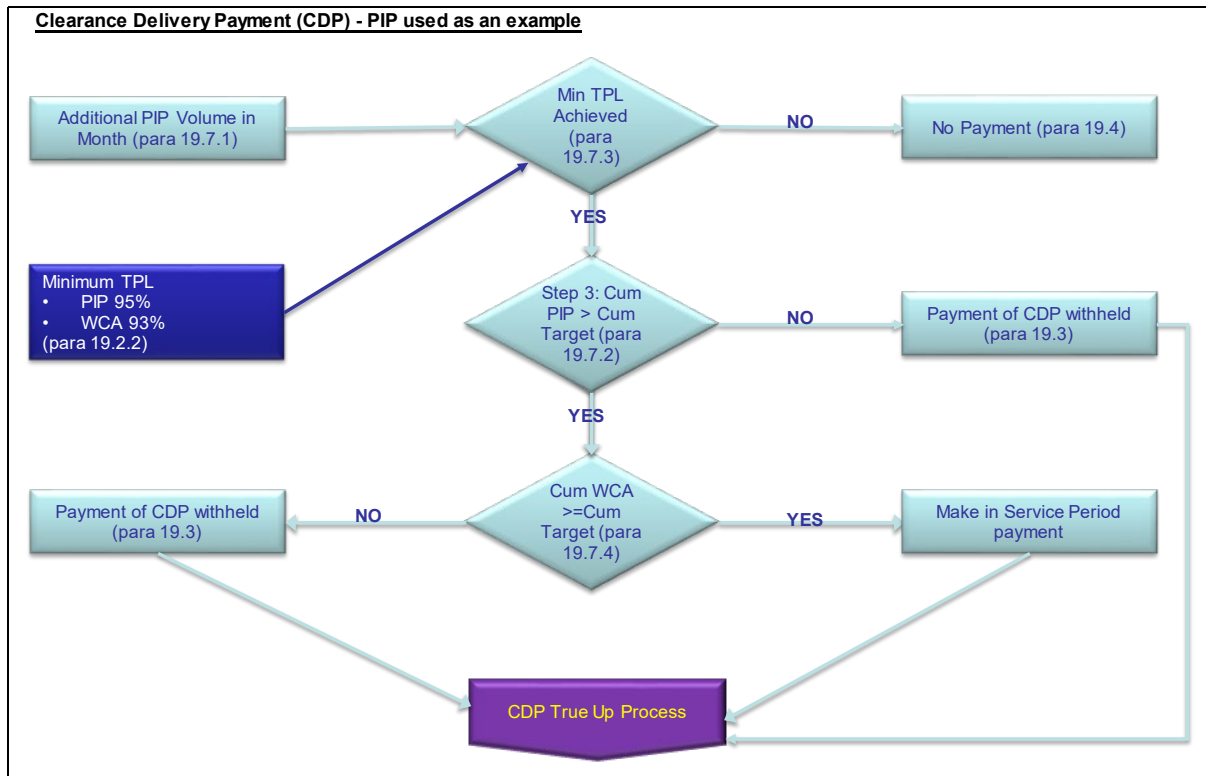 Clearance Delivery Payment (CDP) - PIP used as an example
Additional PIP Volume in
Month (para 19.7.1)
Min TPL
Achieved
(para
19.7.3)
NO
No Payment (para 19.4)
YES
Minimum TPL
• PIP 95%
• WCA 93%
(para 19.2.2)
Step 3: Cum
PIP > Cum
Target (para
19.7.2)
NO
Payment of CDP withheld
(para 19.3)
YES
Payment of CDP withheld
(para 19.3)
NO
Cum WCA
>=Cum
Target (para
19.7.4)
YES
Make in Service Period
payment
CDP True Up Process